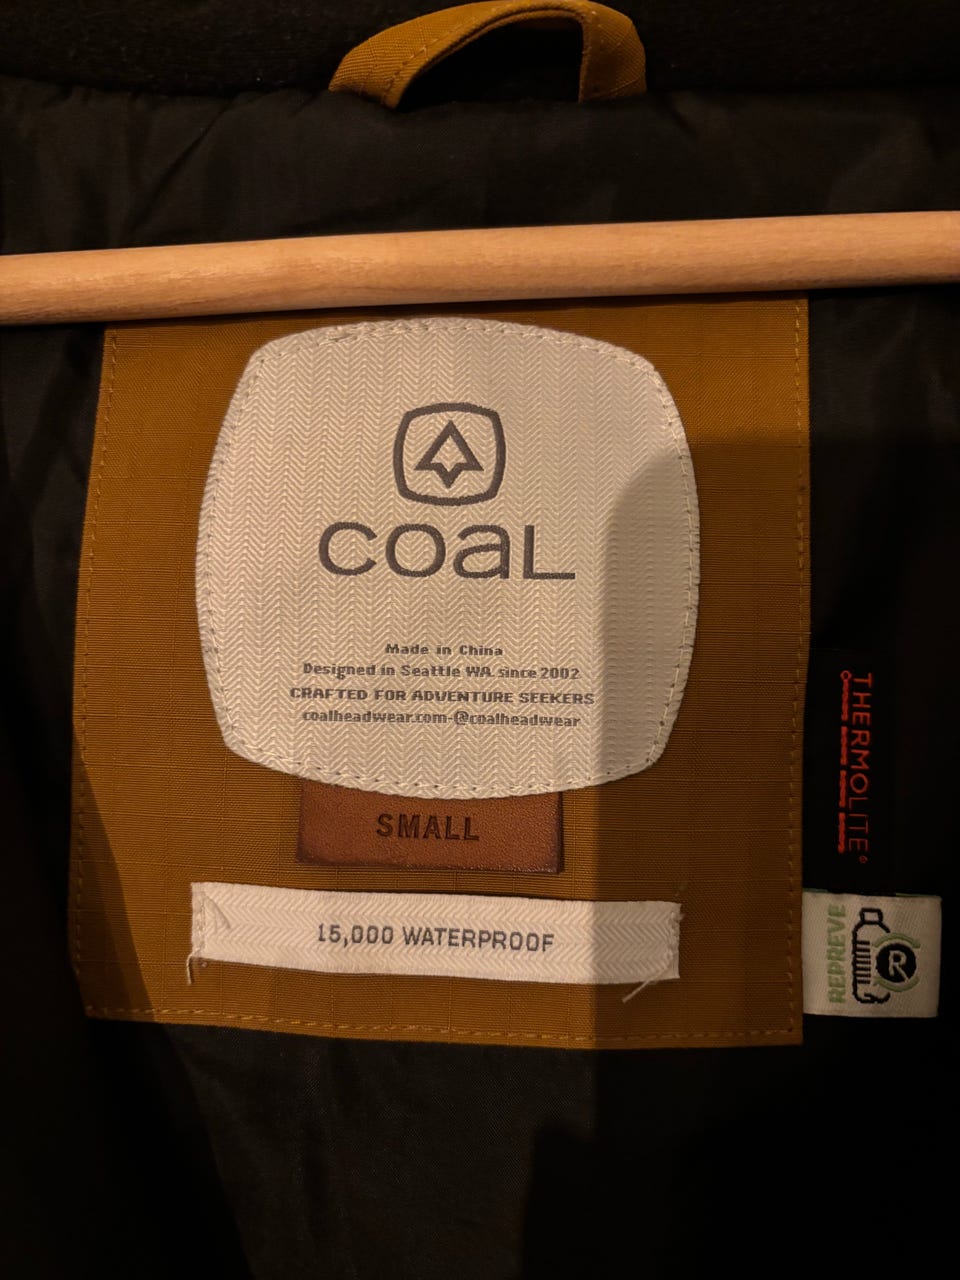 COAL
Made in China
Designed in Seattle WA. since 2002
CRAFTED FOR ADVENTURE SEEKERS
coalheadwear.com-@coalheadwear
SMALL
15,000 WATERPROOF
THERMOLITE®
REPREVE
R